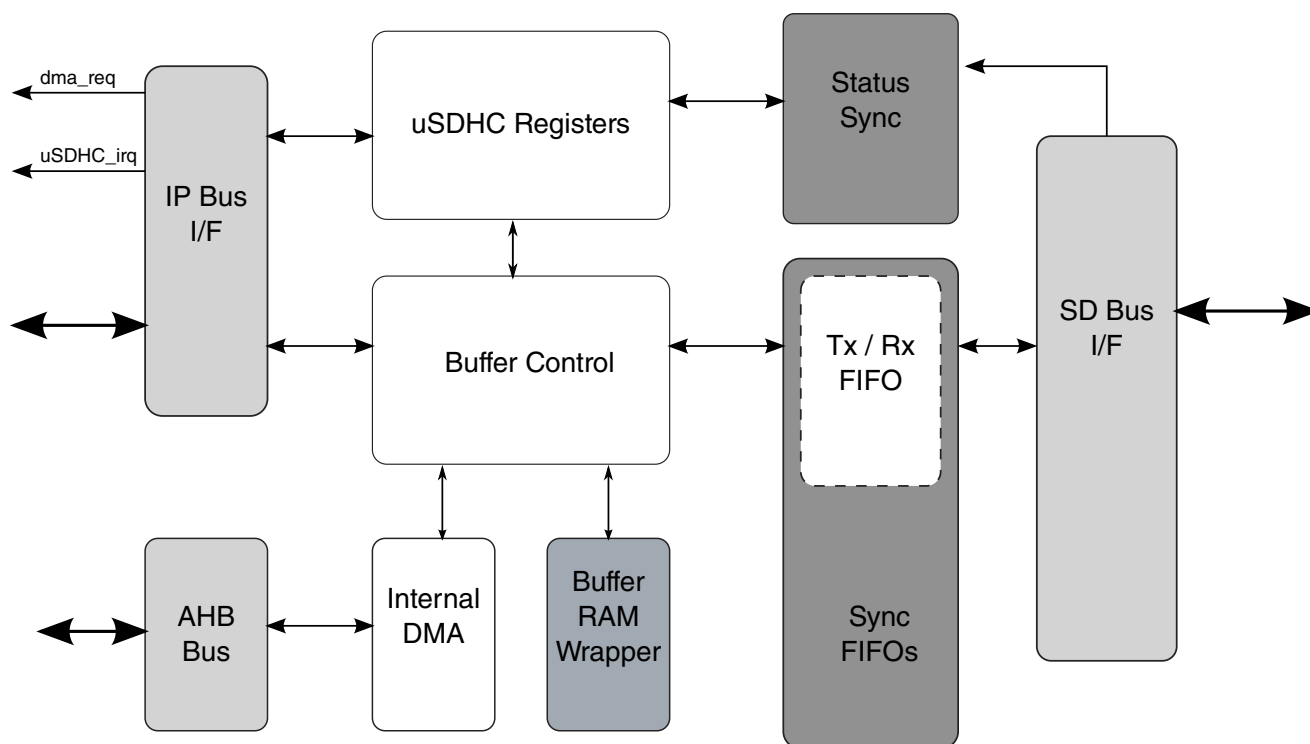 dma_req
uSDHC_irq
IP Bus
I/F
uSDHC Registers
Status
Sync
Buffer Control
Tx / Rx
FIFO
SD Bus
I/F
AHB
Bus
Internal
DMA
Buffer
RAM
Wrapper
Sync
FIFOs